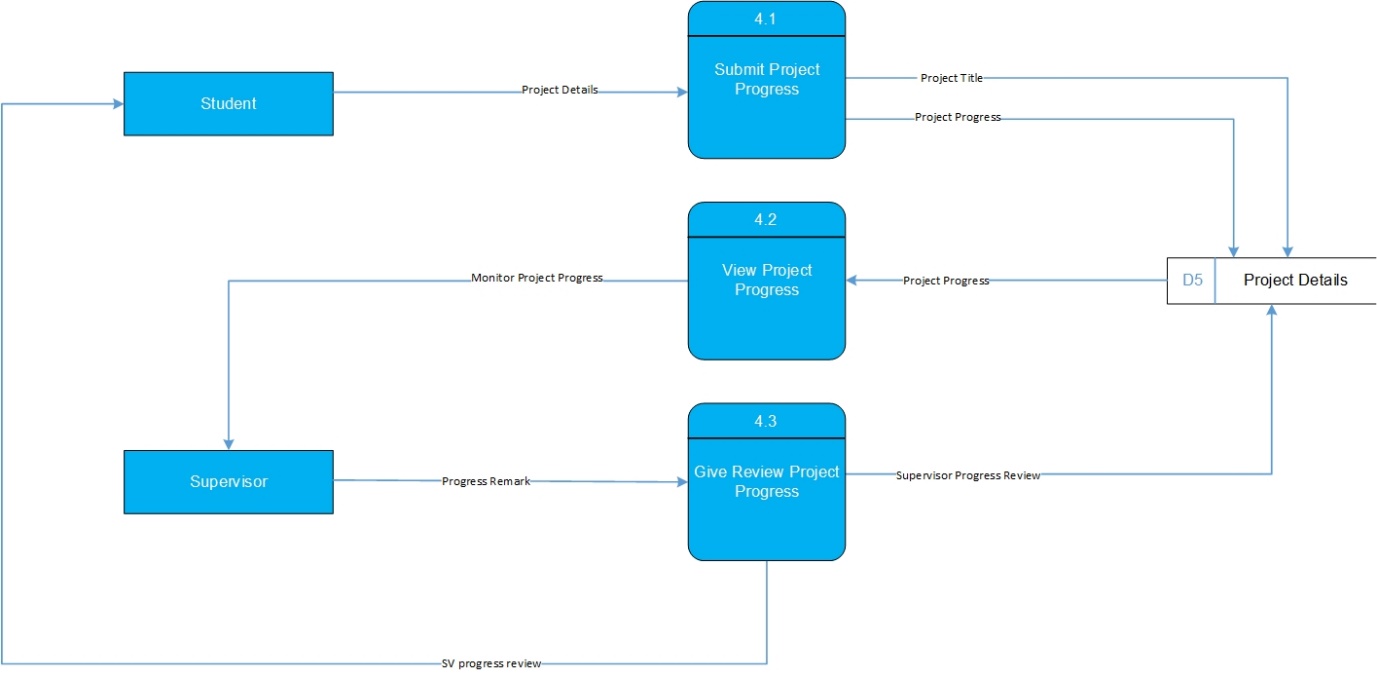 4.1
Submit Project
Progress
Student
Project Details
Project Title
Project Progress
4.2
View Project
Progress
Monitor Project Progress
Project Progress
D5
Project Details
4.3
Give Review Project
Progress
Supervisor
Progress Remark
Supervisor Progress Review
SV progress review